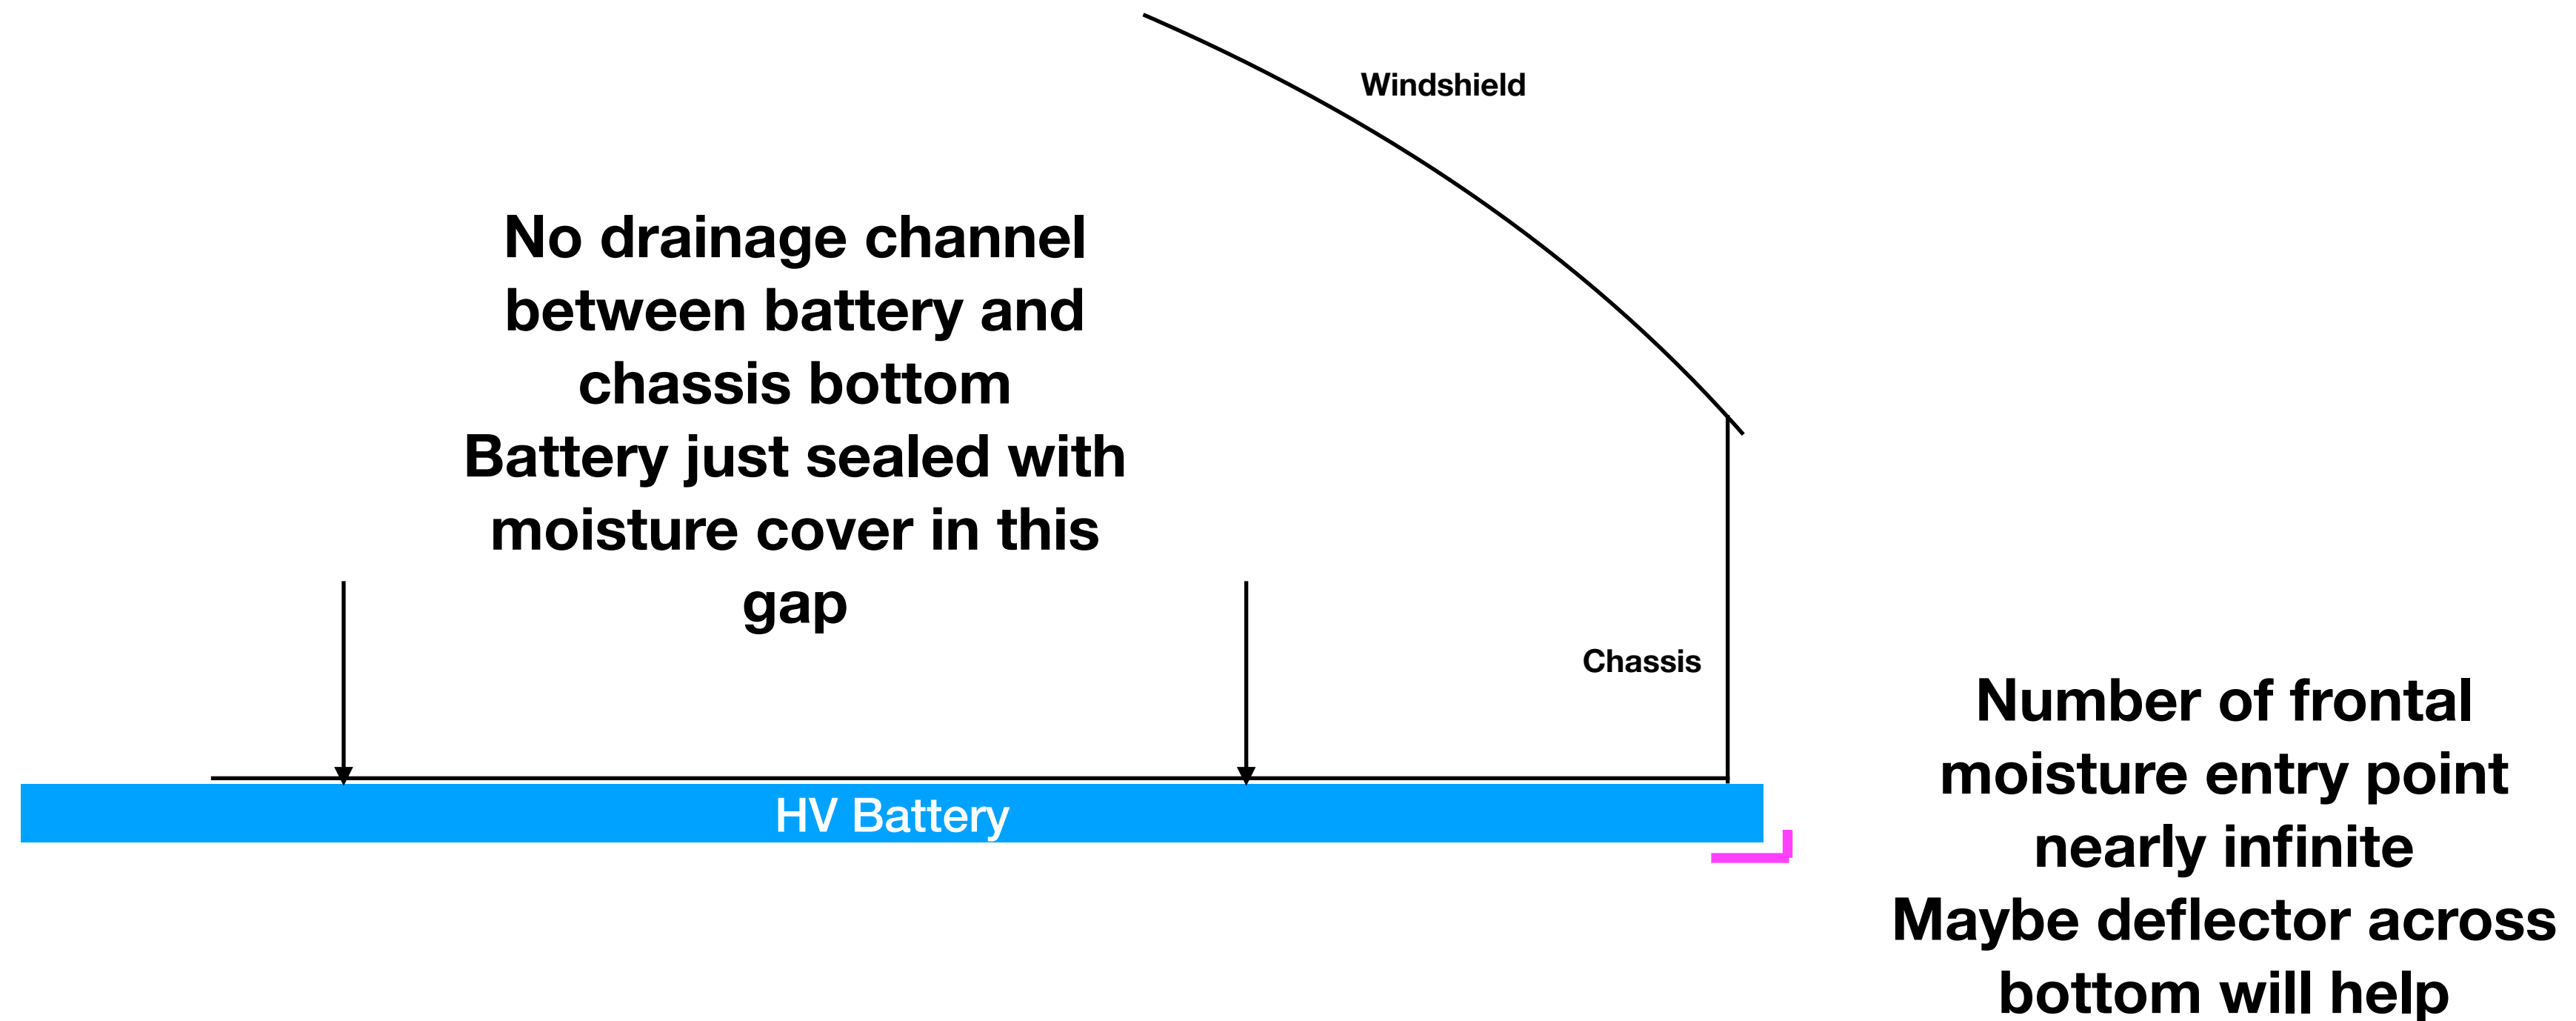 Windshield
No drainage channel
between battery and
chassis bottom
Battery just sealed with
moisture cover in this
gap
Chassis
Number of frontal
moisture entry point
nearly infinite
Maybe deflector across
bottom will help
HV Battery